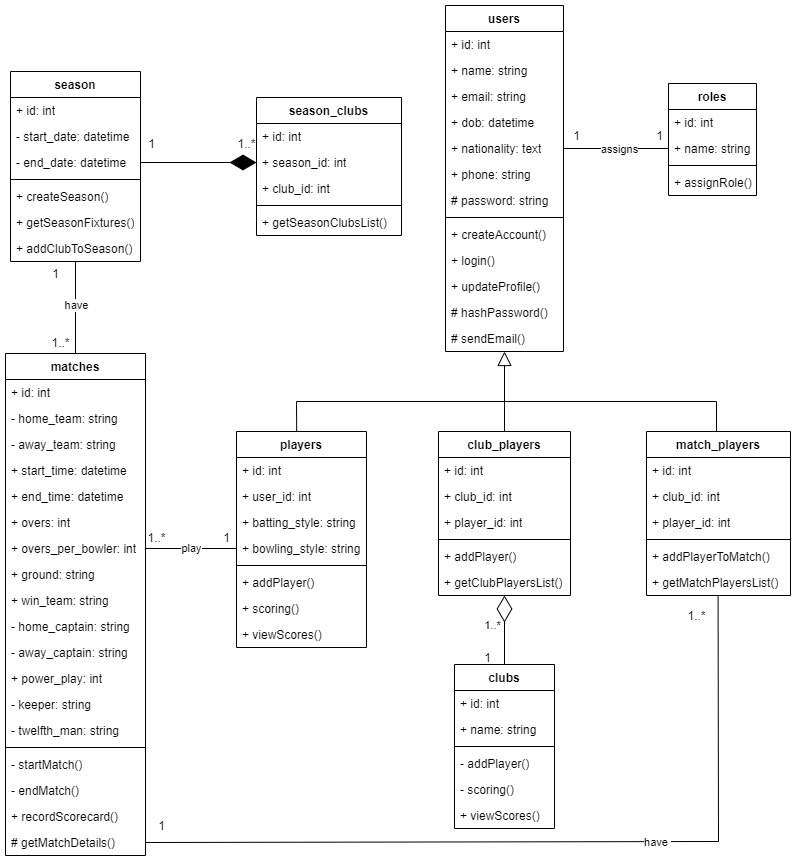 users
+ id: int
+ name: string
+ email: string
+ dob: datetime
+ nationality: text
+ phone: string
# password: string
+ createAccount()
+ login()
+ updateProfile()
# hashPassword()
# sendEmail()
1
1
assigns
roles
+ id: int
+ name: string
+ assignRole()
season
+ id: int
- start_date: datetime
- end_date: datetime
+ createSeason()
+ getSeasonFixtures()
+ addClubToSeason()
1
1..*
season_clubs
+ id: int
+ season_id: int
+ club_id: int
+ getSeasonClubsList()
1
have
1..*
matches
+ id: int
- home_team: string
- away_team: string
+ start_time: datetime
+ end_time: datetime
+ overs: int
+ overs_per_bowler: int
+ ground: string
+ win_team: string
- home_captain: string
- away_captain: string
+ power_play: int
- keeper: string
- twelfth_man: string
- startMatch()
- endMatch()
+ recordScorecard()
# getMatchDetails()
1..*
play
1
players
+ id: int
+ user_id: int
+ batting_style: string
+ bowling_style: string
+ addPlayer()
+ scoring()
+ viewScores()
club_players
+ id: int
+ club_id: int
+ player_id: int
+ addPlayer()
+ getClubPlayersList()
1..*
1
clubs
+ id: int
+ name: string
- addPlayer()
- scoring()
+ viewScores()
match_players
+ id: int
+ club_id: int
+ player_id: int
+ addPlayerToMatch()
+ getMatchPlayersList()
1..*
1
have